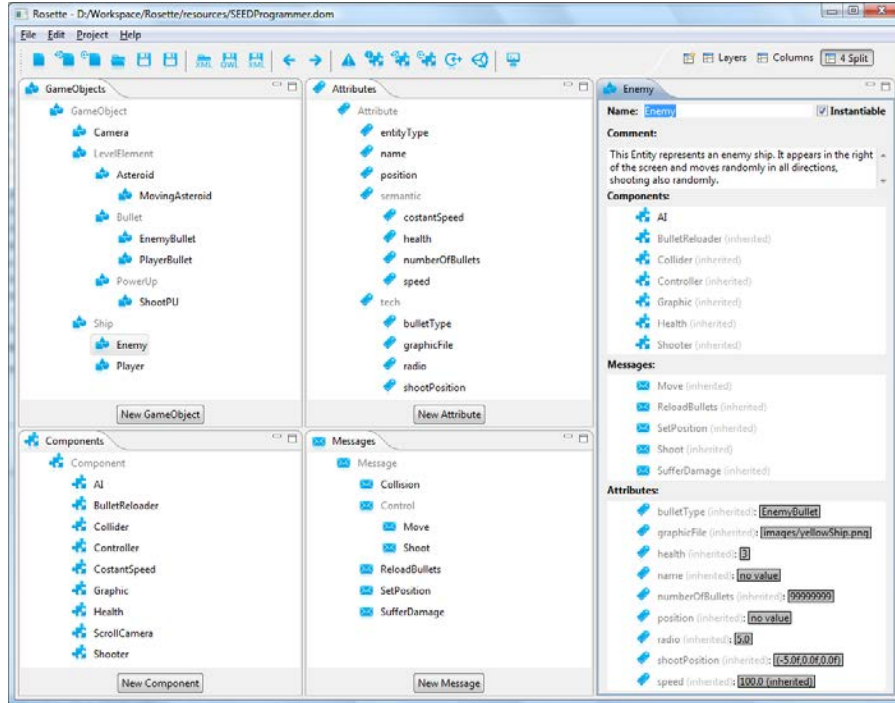 Rosette - D:/Workspace/Rosette/resources/SEEDProgrammer.dom
File Edit Project Help
XML OWL XML
Layers Columns 4 Split
GameObjects
GameObject
Camera
LevelElement
Asteroid
MovingAsteroid
Bullet
EnemyBullet
PlayerBullet
PowerUp
ShootPU
Ship
Enemy
Player
New GameObject
Attributes
Attribute
entityType
name
position
semantic
costantSpeed
health
numberOfBullets
speed
tech
bulletType
graphicFile
radio
shootPosition
New Attribute
Components
Component
AI
BulletReloader
Collider
Controller
CostantSpeed
Graphic
Health
ScrollCamera
Shooter
New Component
Messages
Message
Collision
Control
Move
Shoot
ReloadBullets
SetPosition
SufferDamage
New Message
Enemy
Name: Enemy Instantiable
Comment:
This Entity represents an enemy ship. It appears in the right
of the screen and moves randomly in all directions,
shooting also randomly.
Components:
AI
BulletReloader (inherited)
Collider (inherited)
Controller (inherited)
Graphic (inherited)
Health (inherited)
Shooter (inherited)
Messages:
Move (inherited)
ReloadBullets (inherited)
SetPosition (inherited)
Shoot (inherited)
SufferDamage (inherited)
Attributes:
bulletType (inherited): EnemyBullet
graphicFile (inherited): images/yellowShip.png
health (inherited): 3
name (inherited): no value
numberOfBullets (inherited): 99999999
position (inherited): no value
radio (inherited): 5.0
shootPosition (inherited): (-5.0f,0.0f,0.0f)
speed (inherited): 100.0 (inherited)